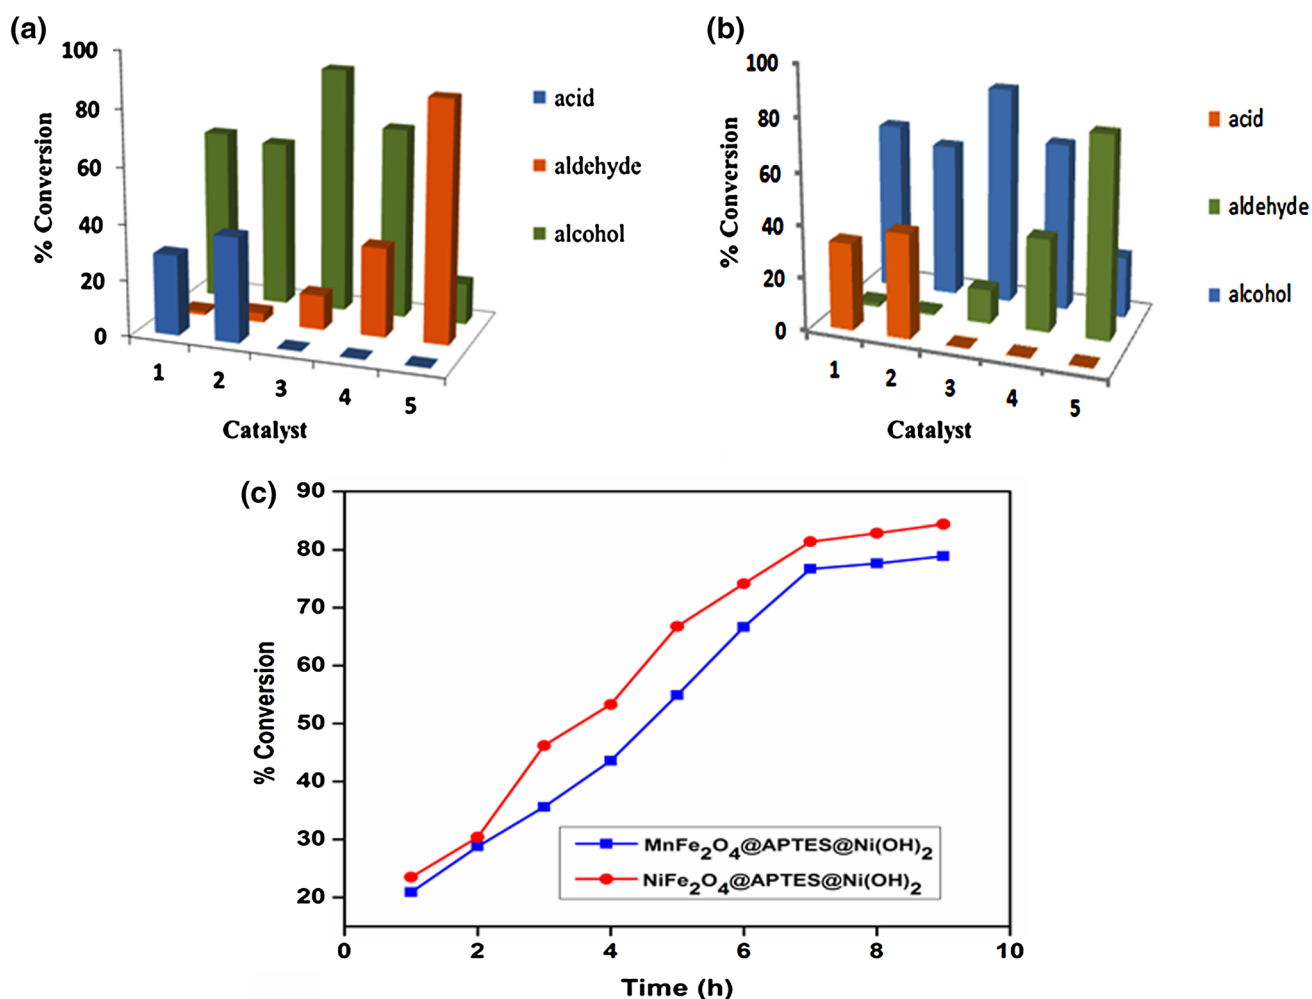 (a)
100
80
60
40
20
0
% Conversion
1
2
3
4
5
Catalyst
acid
aldehyde
alcohol
(b)
100
80
60
40
20
0
% Conversion
1
2
3
4
5
Catalyst
acid
aldehyde
alcohol
(c)
90
80
70
60
50
40
30
20
% Conversion
MnFe₂O₄@APTES@Ni(OH)₂
NiFe₂O₄@APTES@Ni(OH)₂
0 2 4 6 8 10
Time (h)